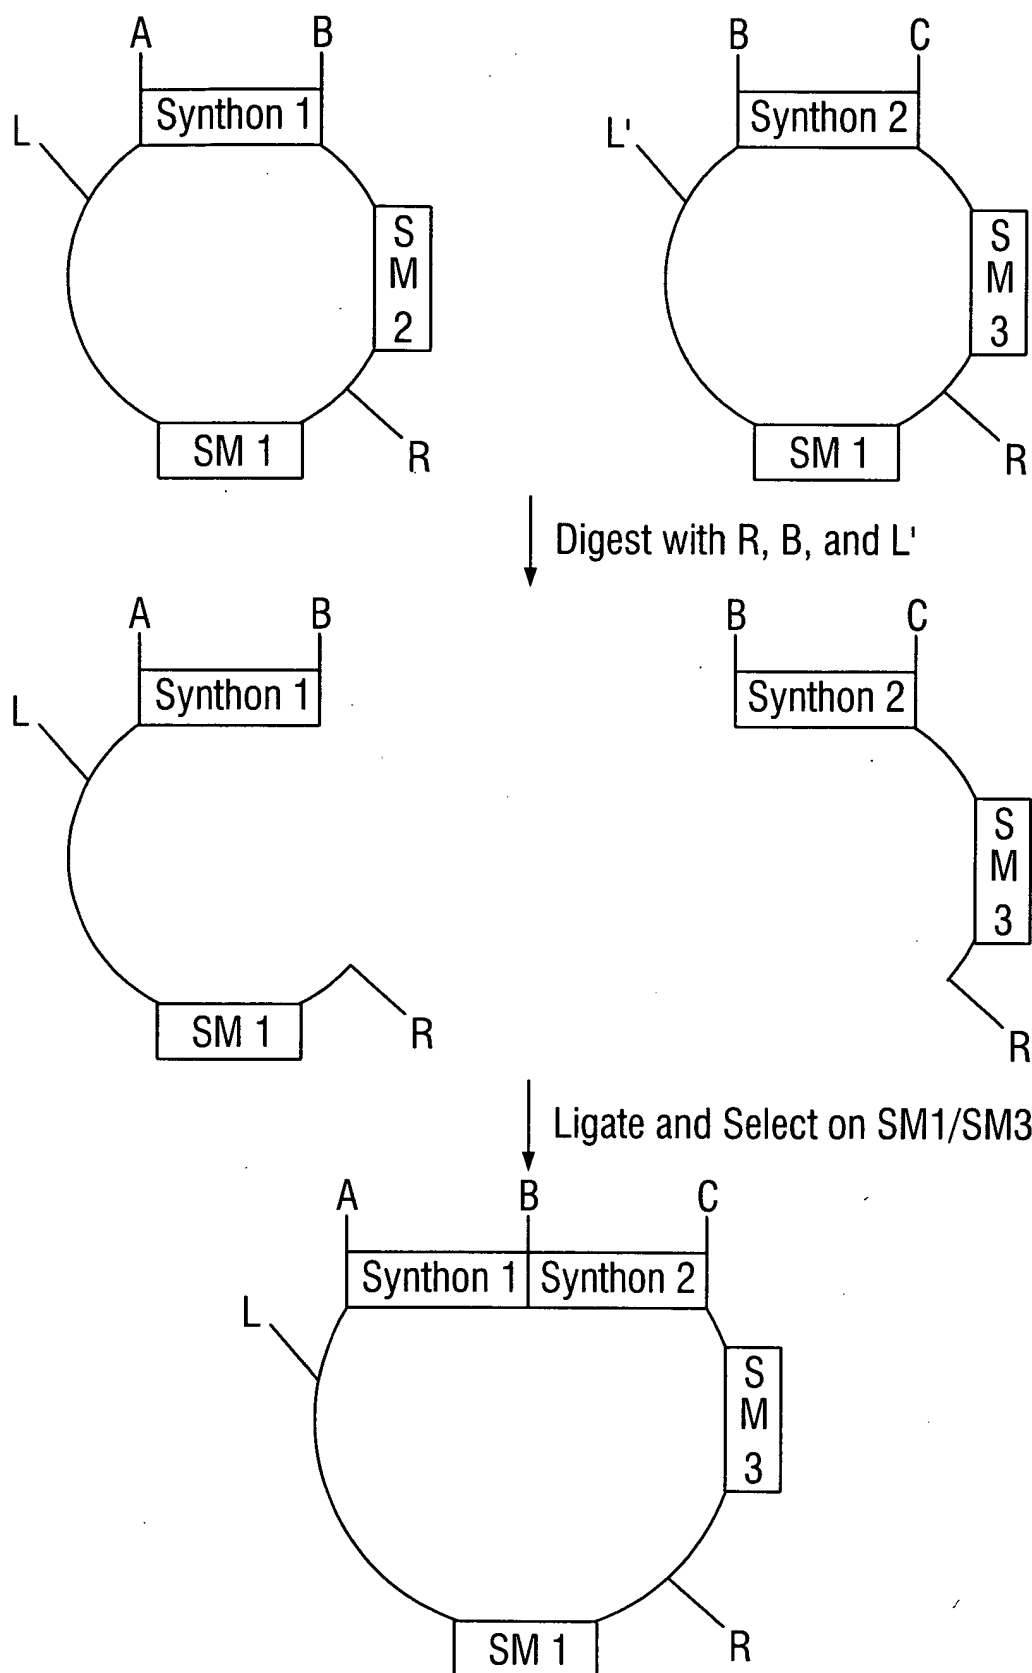 A B B C
Synthon 1 Synthon 2
L L'
S
M
2
S
M
3
SM 1 R SM 1 R
Digest with R, B, and L'
A B B C
Synthon 1 Synthon 2
L
S
M
3
SM 1 R R
Ligate and Select on SM1/SM3
A B C
Synthon 1 Synthon 2
L
S
M
3
SM 1 R